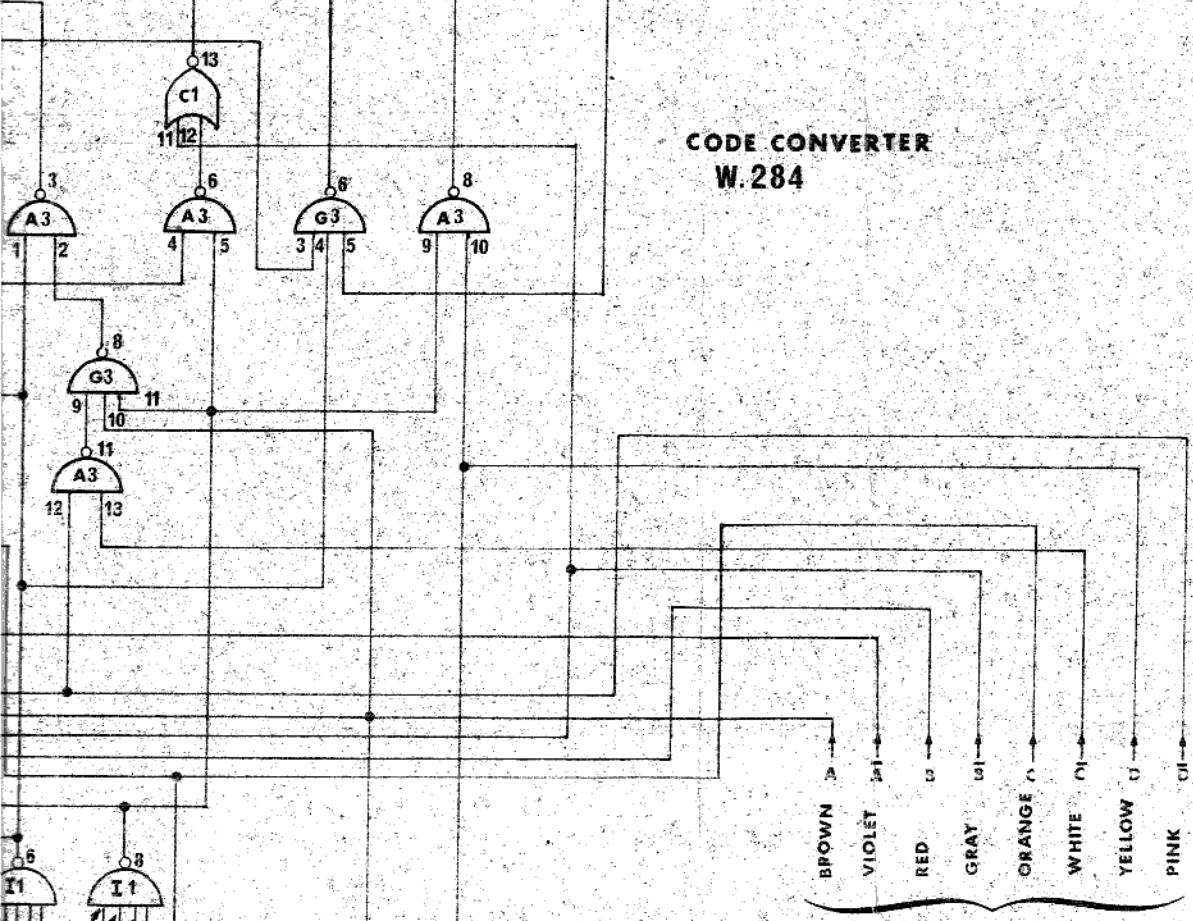 13
C1
11 12
CODE CONVERTER
W. 284
3
6
6
8
A3
A3
G3
A3
1
2
4
5
3 4 5
9
10
8
G3
9
10
11
11
A3
12
13
A
A̅
B
B̅
C
C̅
D
D̅
BROWN
VIOLET
RED
GRAY
ORANGE
WHITE
YELLOW
PINK
6
8
I1
I1